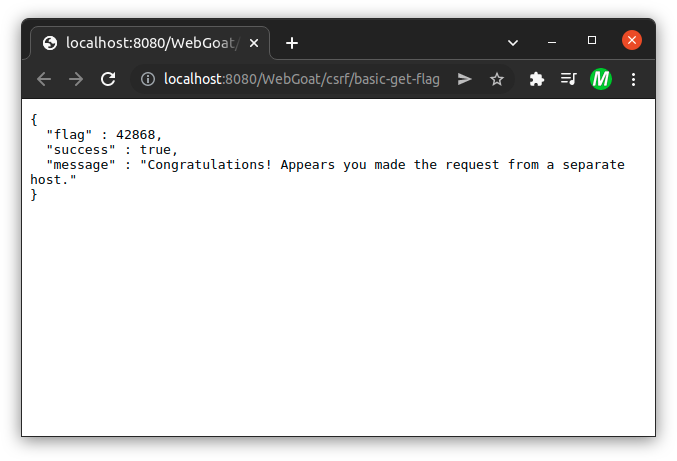 localhost:8080/WebGoat/
localhost:8080/WebGoat/csrf/basic-get-flag
M
{
"flag" : 42868,
"success" : true,
"message" : "Congratulations! Appears you made the request from a separate
host."
}